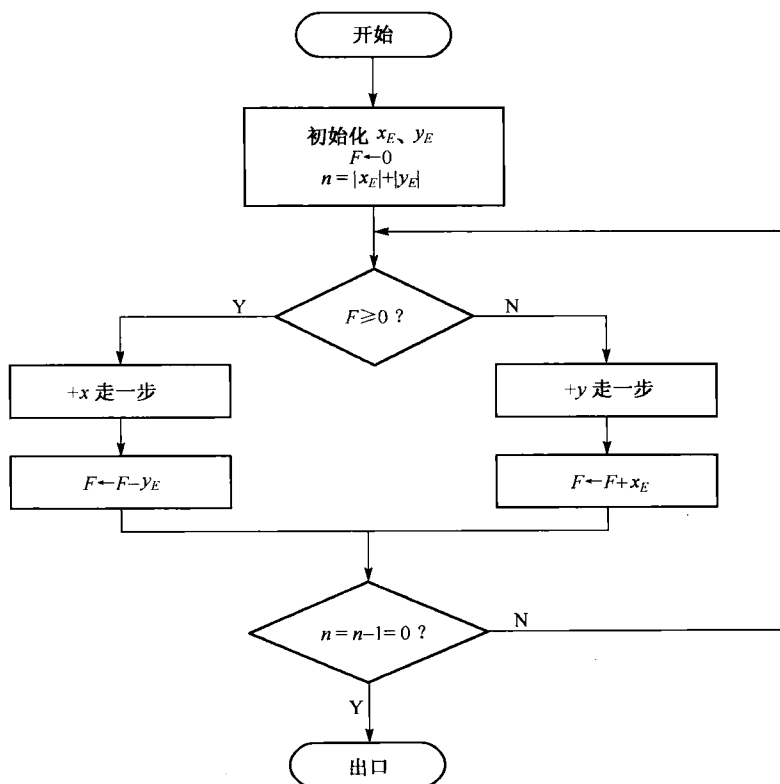 开始
初始化 x_E、y_E
F←0
n = |x_E|+|y_E|
F≥0 ?
Y
N
+x 走一步
+y 走一步
F←F−y_E
F←F+x_E
n = n−1= 0 ?
N
Y
出口